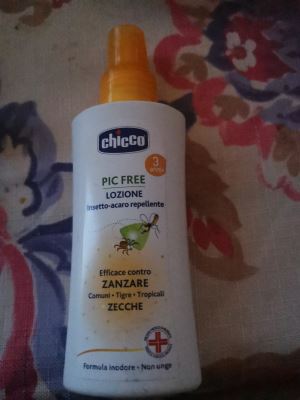 chicco
3
PIC FREE
LOZIONE
Insetto-acaro repellente
Efficace contro
ZANZARE
Comuni • Tigre • Tropicali
ZECCHE
Formula inodore - Non unge